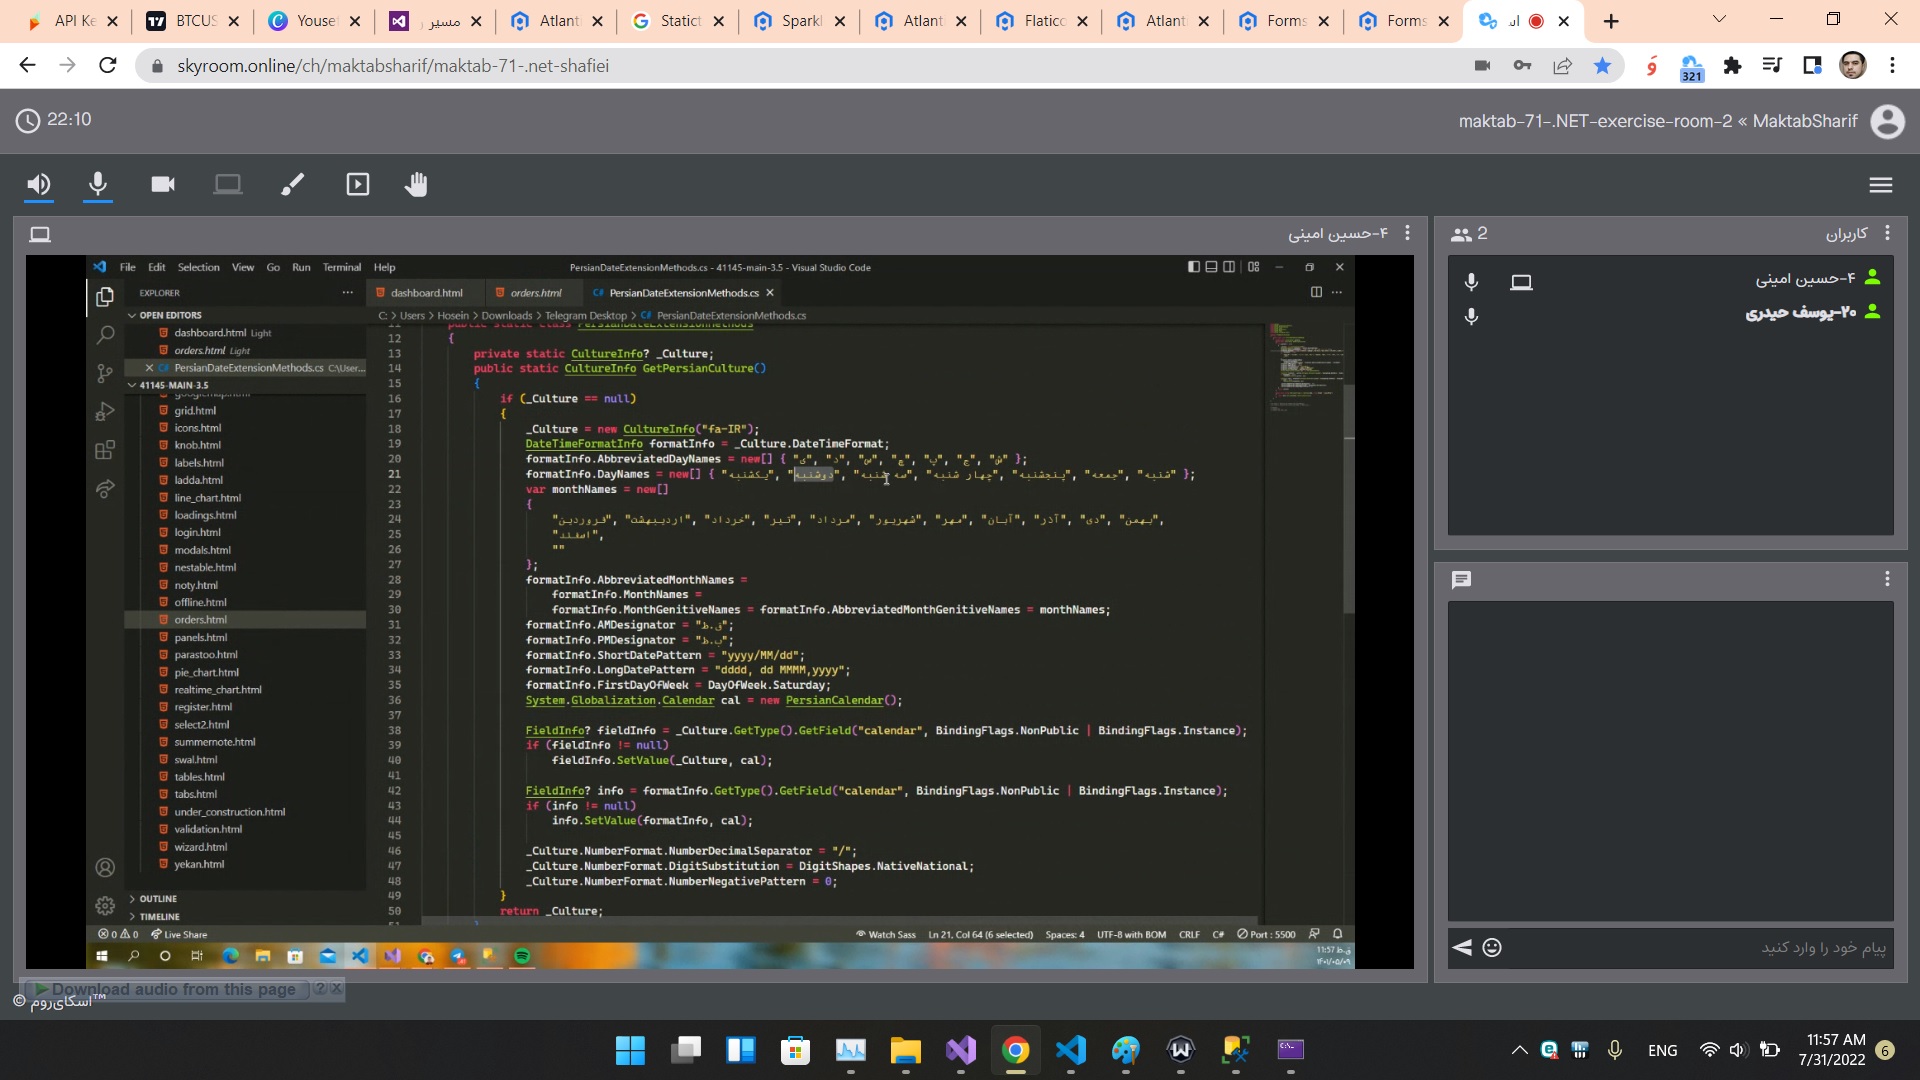 API Ke
BTCUS
Yousef
مسیر
Atlant
Statict
Sparkl
Atlant
Flatico
Atlant
Forms
Forms
skyroom.online/ch/maktabsharif/maktab-71-.net-shafiei
321
22:10
maktab-71-.NET-exercise-room-2 « MaktabSharif
۴-حسین امینی
2
کاربران
۴-حسین امینی
۲۰-یوسف حیدری
File Edit Selection View Go Run Terminal Help
PersianDateExtensionMethods.cs - 41145-main-3.5 - Visual Studio Code
EXPLORER
dashboard.html
orders.html
PersianDateExtensionMethods.cs
OPEN EDITORS
dashboard.html Light
orders.html Light
PersianDateExtensionMethods.cs C:\User...
41145-MAIN-3.5
googlemap.html
grid.html
icons.html
knob.html
labels.html
ladda.html
line_chart.html
loadings.html
login.html
modals.html
nestable.html
noty.html
offline.html
orders.html
panels.html
parastoo.html
pie_chart.html
realtime_chart.html
register.html
select2.html
summernote.html
swal.html
tables.html
tabs.html
under_construction.html
validation.html
wizard.html
yekan.html
OUTLINE
TIMELINE
C: > Users > Hosein > Downloads > Telegram Desktop > PersianDateExtensionMethods.cs
11 public static class PersianDateExtensionMethods
12 {
13 private static CultureInfo? _Culture;
14 public static CultureInfo GetPersianCulture()
15 {
16 if (_Culture == null)
17 {
18 _Culture = new CultureInfo("fa-IR");
19 DateTimeFormatInfo formatInfo = _Culture.DateTimeFormat;
20 formatInfo.AbbreviatedDayNames = new[] { "ی", "د", "س", "چ", "پ", "ج", "ش" };
21 formatInfo.DayNames = new[] { "یکشنبه", "دوشنبه", "سه شنبه", "چهار شنبه", "پنجشنبه", "جمعه", "شنبه" };
22 var monthNames = new[]
23 {
24 "فروردین", "اردیبهشت", "خرداد", "تیر", "مرداد", "شهریور", "مهر", "آبان", "آذر", "دی", "بهمن",
25 "اسفند",
26 ""
27 };
28 formatInfo.AbbreviatedMonthNames =
29 formatInfo.MonthNames =
30 formatInfo.MonthGenitiveNames = formatInfo.AbbreviatedMonthGenitiveNames = monthNames;
31 formatInfo.AMDesignator = "ق.ظ";
32 formatInfo.PMDesignator = "ب.ظ";
33 formatInfo.ShortDatePattern = "yyyy/MM/dd";
34 formatInfo.LongDatePattern = "dddd, dd MMMM,yyyy";
35 formatInfo.FirstDayOfWeek = DayOfWeek.Saturday;
36 System.Globalization.Calendar cal = new PersianCalendar();
37
38 FieldInfo? fieldInfo = _Culture.GetType().GetField("calendar", BindingFlags.NonPublic | BindingFlags.Instance);
39 if (fieldInfo != null)
40 fieldInfo.SetValue(_Culture, cal);
41
42 FieldInfo? info = formatInfo.GetType().GetField("calendar", BindingFlags.NonPublic | BindingFlags.Instance);
43 if (info != null)
44 info.SetValue(formatInfo, cal);
45
46 _Culture.NumberFormat.NumberDecimalSeparator = "/";
47 _Culture.NumberFormat.DigitSubstitution = DigitShapes.NativeNational;
48 _Culture.NumberFormat.NumberNegativePattern = 0;
49 }
50 return _Culture;
0 0 Live Share
Watch Sass Ln 21, Col 64 (6 selected) Spaces: 4 UTF-8 with BOM CRLF C# Port : 5500
11:57 ق.ظ
۱۴۰۱/۰۵/۰۹
پیام خود را وارد کنید
Download audio from this page
© اسکای‌روم™
ENG
11:57 AM
7/31/2022
6